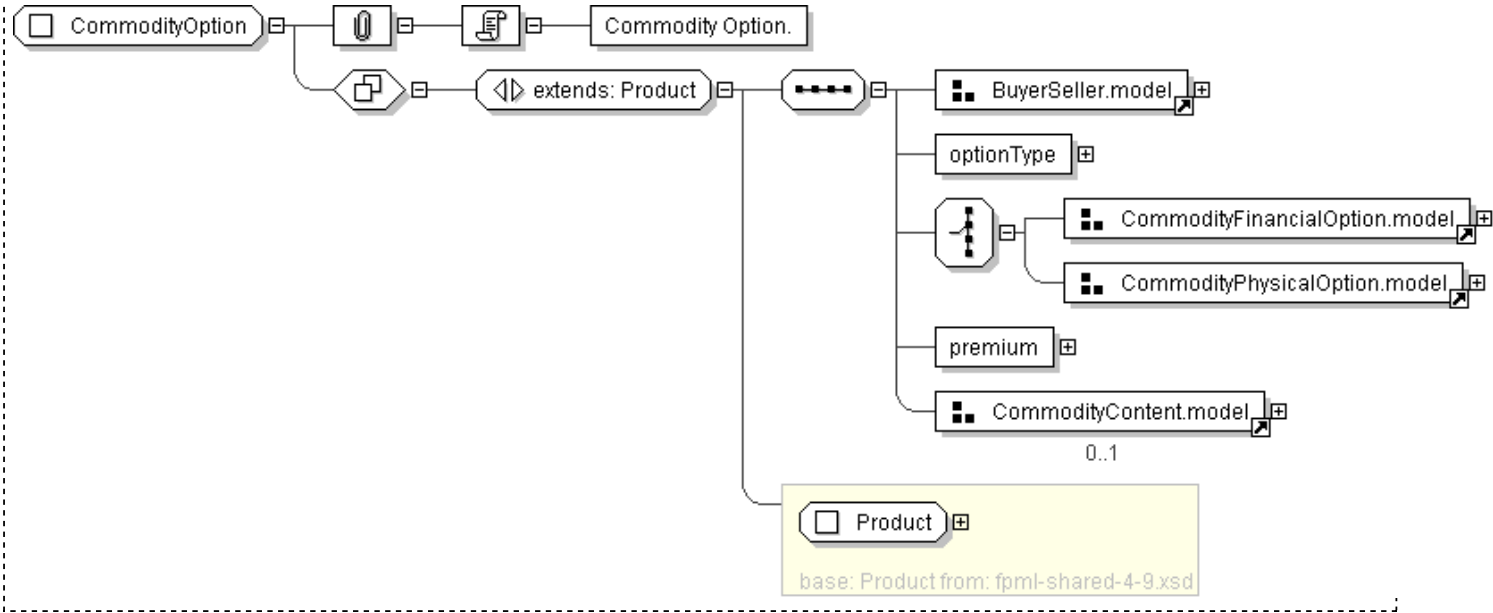 CommodityOption
Commodity Option.
extends: Product
BuyerSeller.model
optionType
CommodityFinancialOption.model
CommodityPhysicalOption.model
premium
CommodityContent.model
0..1
Product
base: Product from: fpml-shared-4-9.xsd